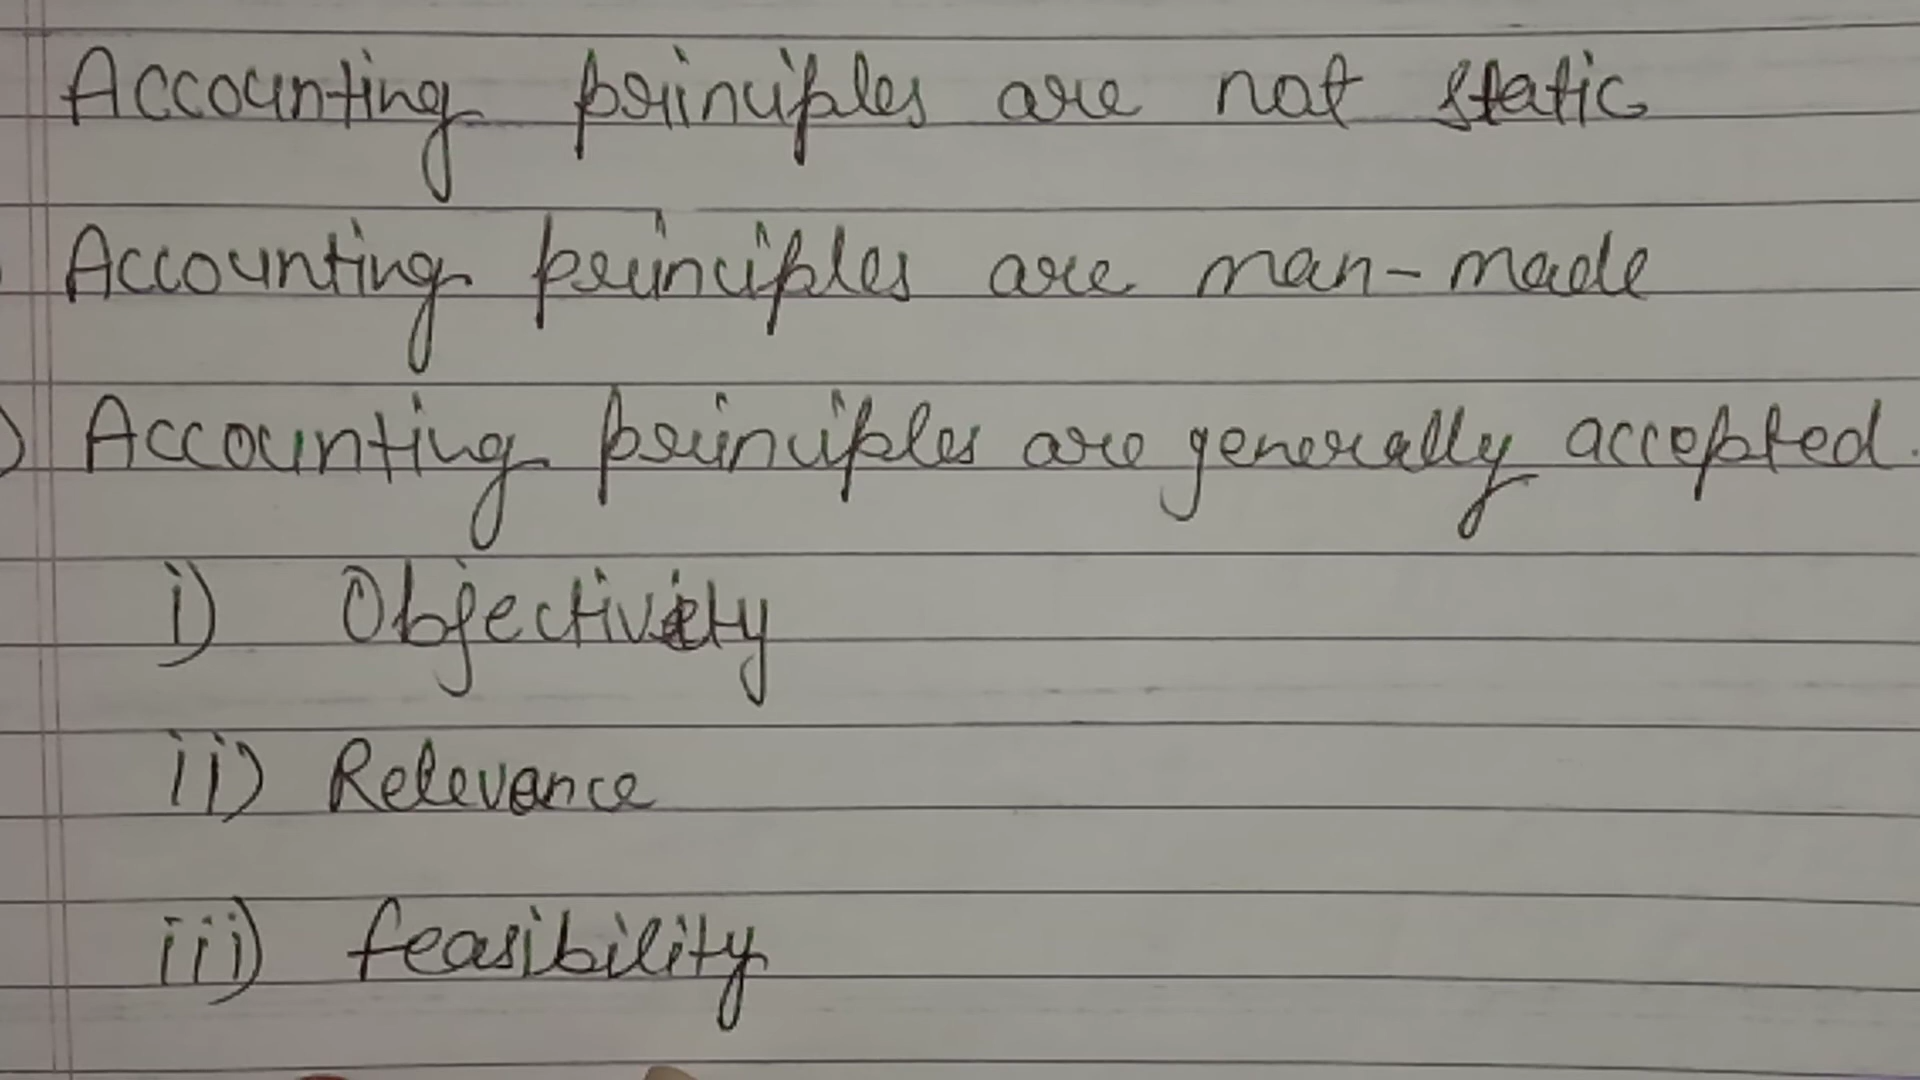 Accounting principles are not static
Accounting principles are man-made
) Accounting principles are generally accepted.
i) Objectivity
ii) Relevance
iii) feasibility